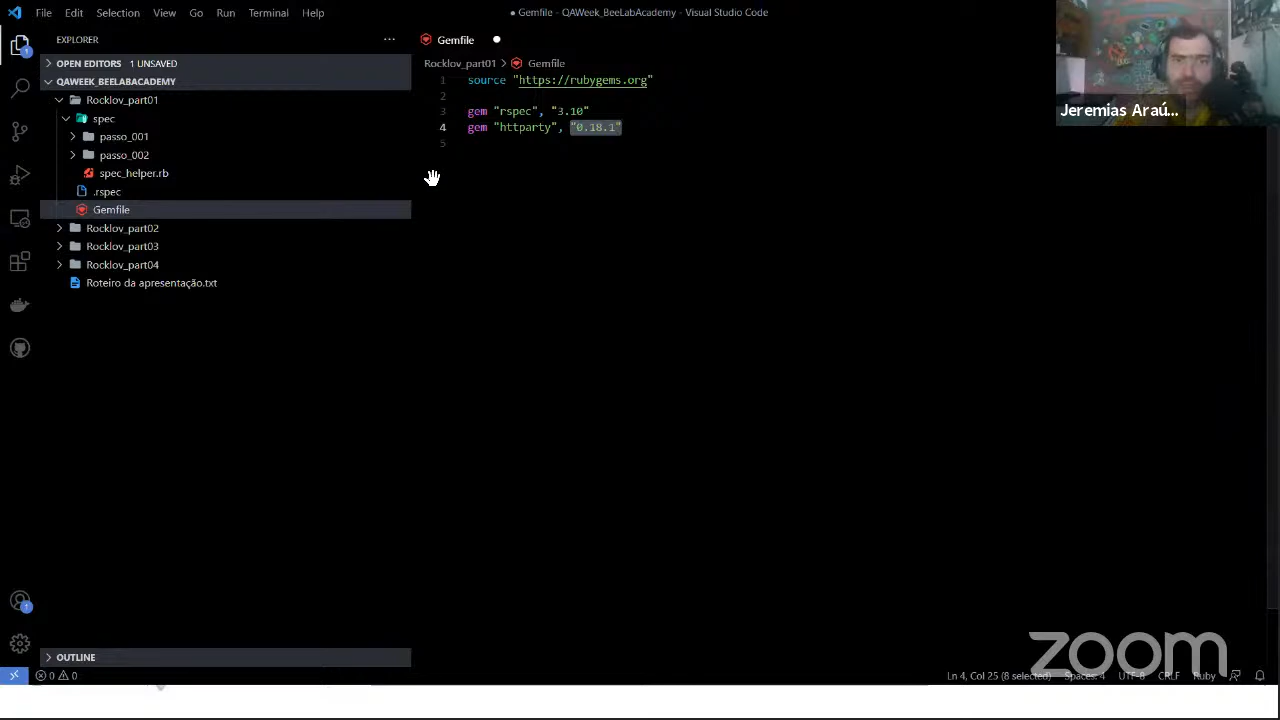 File Edit Selection View Go Run Terminal Help
● Gemfile - QAWeek_BeeLabAcademy - Visual Studio Code
Jeremias Araú...
EXPLORER
OPEN EDITORS 1 UNSAVED
QAWEEK_BEELABACADEMY
Rocklov_part01
spec
passo_001
passo_002
spec_helper.rb
.rspec
Gemfile
Rocklov_part02
Rocklov_part03
Rocklov_part04
Roteiro da apresentação.txt
OUTLINE
Gemfile
Rocklov_part01 > Gemfile
1 source "https://rubygems.org"
2
3 gem "rspec", "3.10"
4 gem "httparty", "0.18.1"
5
0 0
Ln 4, Col 25 (8 selected) Spaces: 4 UTF-8 CRLF Ruby
zoom